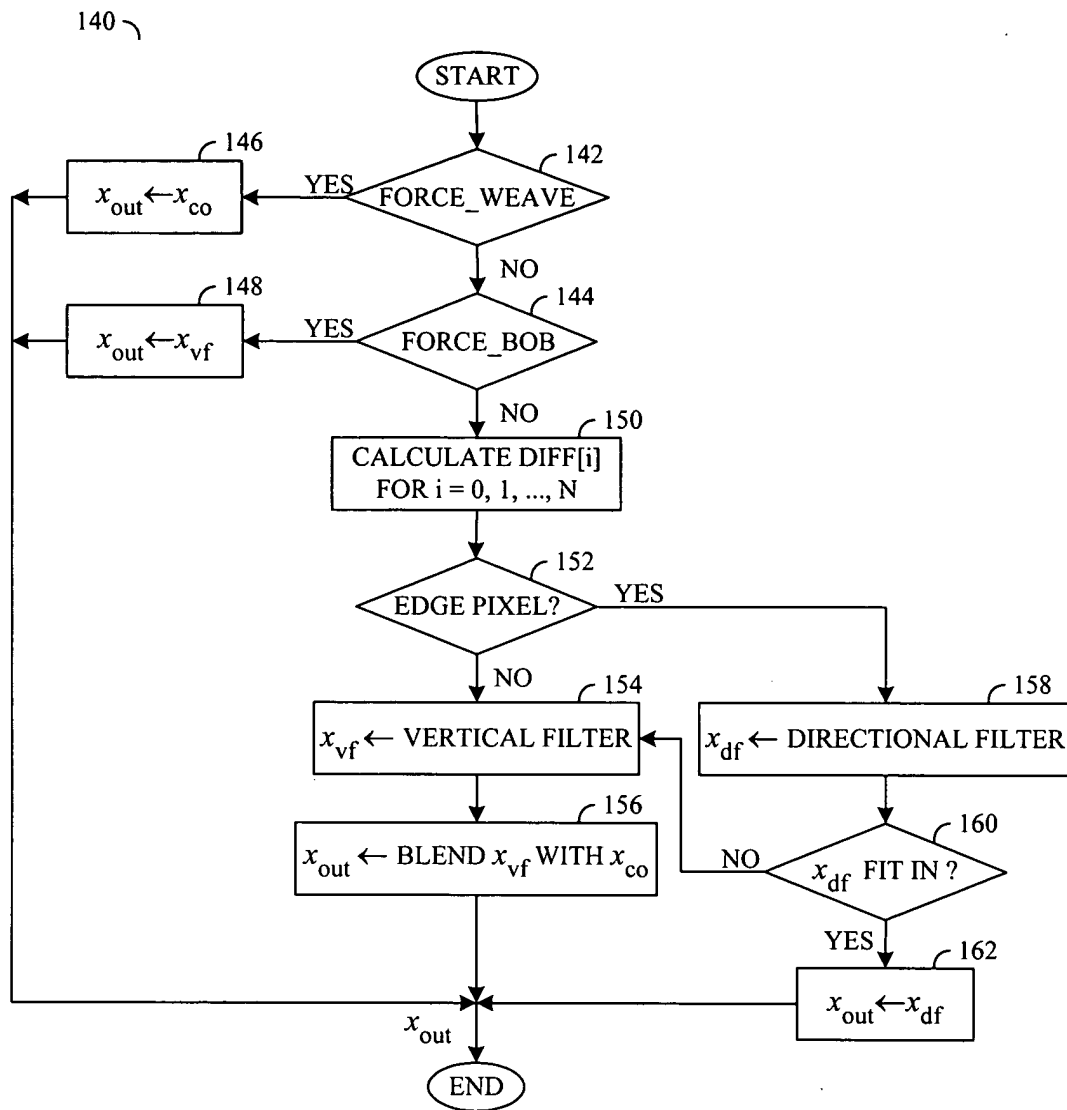 140
START
146
142
x_out ← x_co
YES
FORCE_WEAVE
NO
148
144
x_out ← x_vf
YES
FORCE_BOB
NO
150
CALCULATE DIFF[i]
FOR i = 0, 1, ..., N
152
EDGE PIXEL?
YES
NO
154
158
x_vf ← VERTICAL FILTER
x_df ← DIRECTIONAL FILTER
156
160
x_out ← BLEND x_vf WITH x_co
NO
x_df FIT IN ?
YES
162
x_out ← x_df
x_out
END